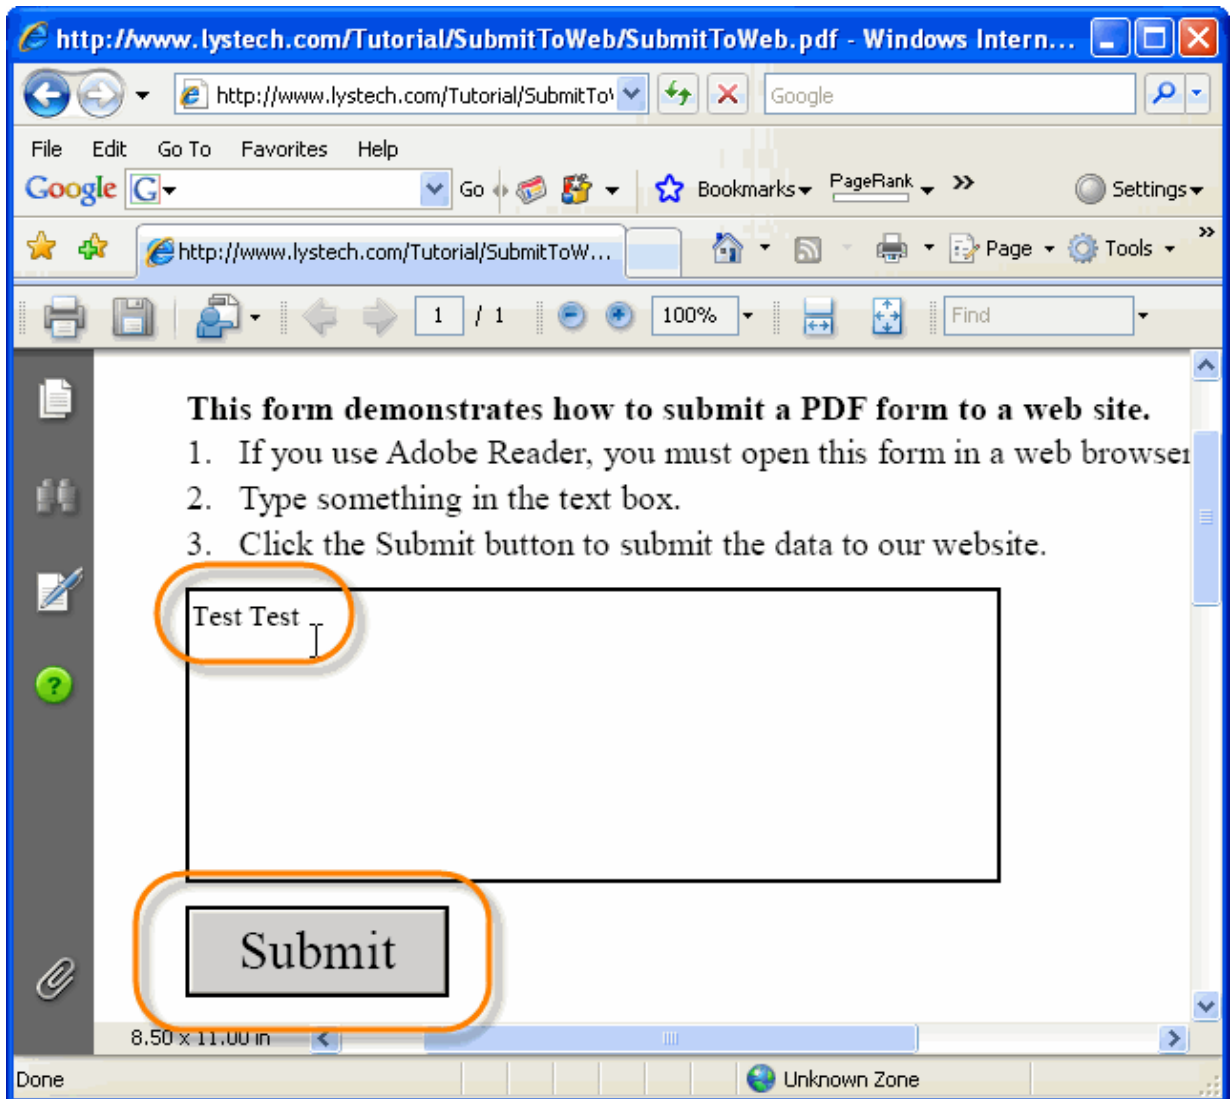 http://www.lystech.com/Tutorial/SubmitToWeb/SubmitToWeb.pdf - Windows Intern...
http://www.lystech.com/Tutorial/SubmitTo
Google
File Edit Go To Favorites Help
Google G Go Bookmarks PageRank » Settings
http://www.lystech.com/Tutorial/SubmitToW... Page Tools »
1 / 1 100% Find
This form demonstrates how to submit a PDF form to a web site.
1. If you use Adobe Reader, you must open this form in a web browser
2. Type something in the text box.
3. Click the Submit button to submit the data to our website.
Test Test
Submit
8.50 x 11.00 in
Done Unknown Zone